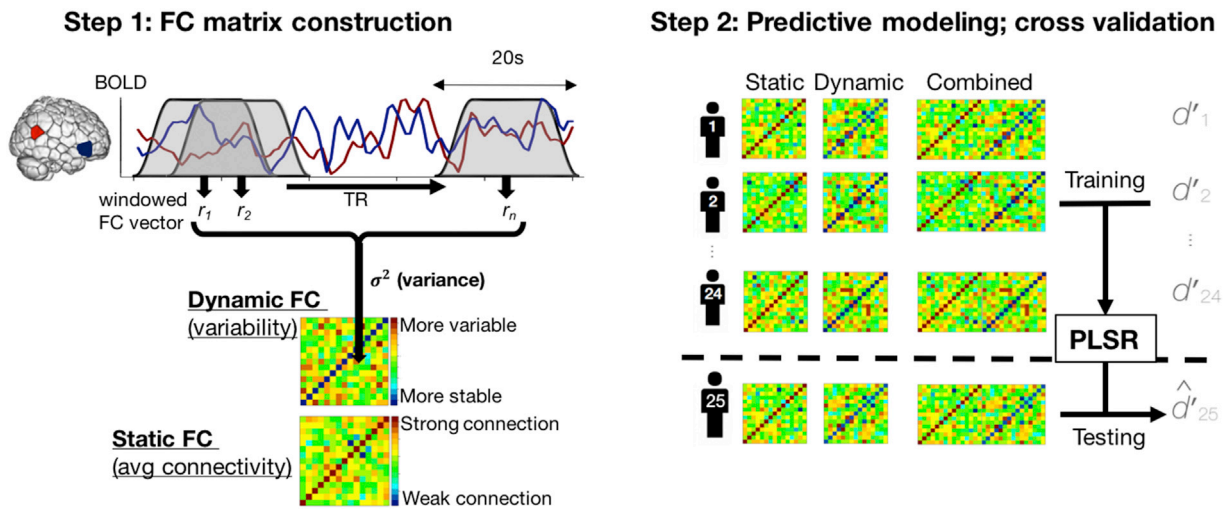 Step 1: FC matrix construction
BOLD
20s
windowed
FC vector
r1
r2
TR
rn
σ² (variance)
Dynamic FC
(variability)
More variable
More stable
Static FC
(avg connectivity)
Strong connection
Weak connection
Step 2: Predictive modeling; cross validation
Static Dynamic Combined
1
d′1
Training
2
d′2
⋮
⋮
24
d′24
PLSR
25
d̂′25
Testing